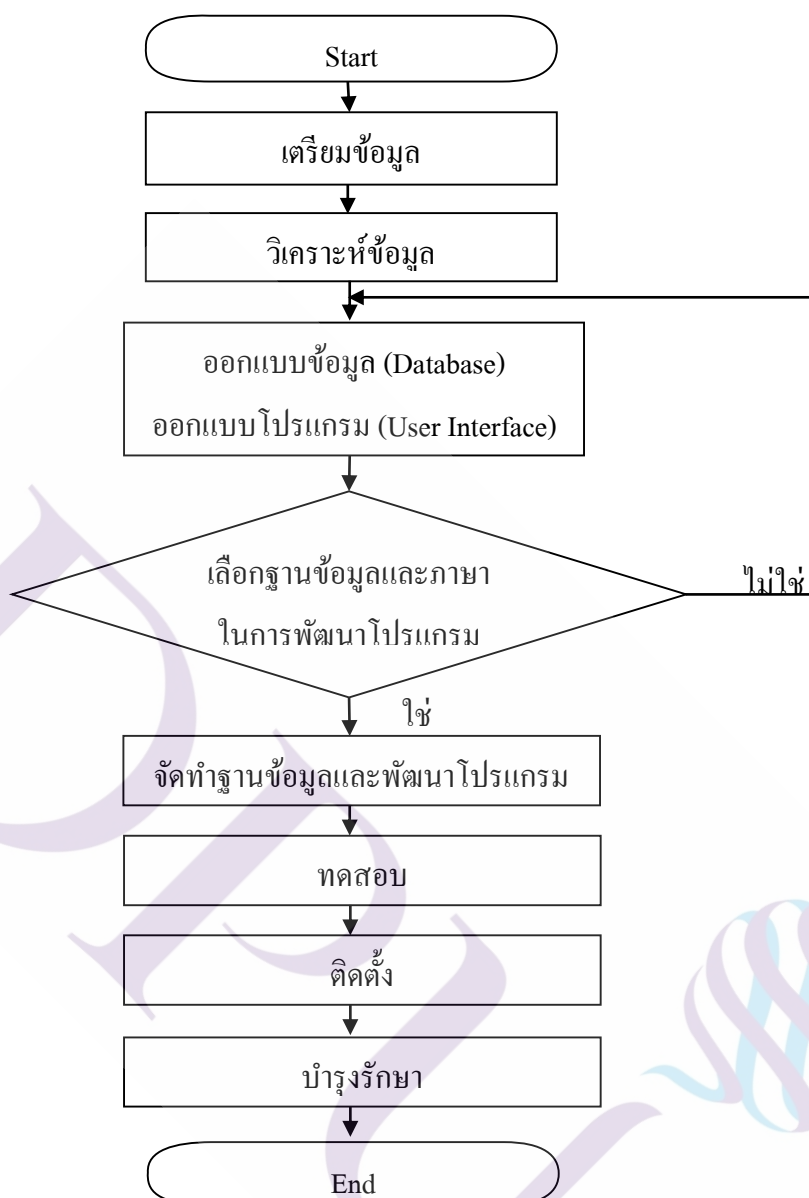 Start
เตรียมข้อมูล
วิเคราะห์ข้อมูล
ออกแบบข้อมูล (Database)
ออกแบบโปรแกรม (User Interface)
เลือกฐานข้อมูลและภาษา
ในการพัฒนาโปรแกรม
ไม่ใช่
ใช่
จัดทำฐานข้อมูลและพัฒนาโปรแกรม
ทดสอบ
ติดตั้ง
บำรุงรักษา
End